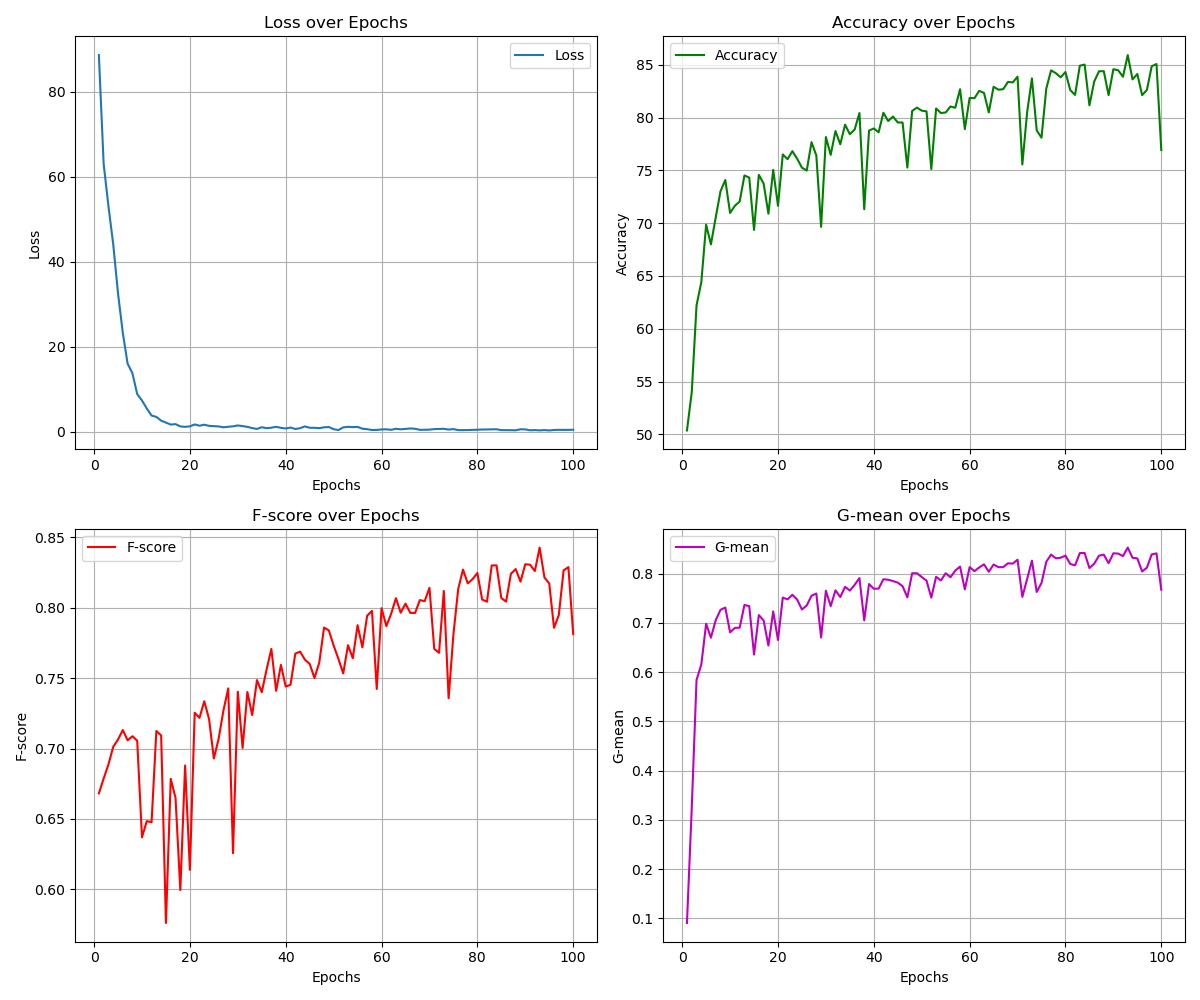 Loss over Epochs
Loss
80
60
40
20
0
Loss
0 20 40 60 80 100
Epochs
Accuracy over Epochs
Accuracy
85
80
75
70
65
60
55
50
Accuracy
0 20 40 60 80 100
Epochs
F-score over Epochs
F-score
0.85
0.80
0.75
0.70
0.65
0.60
F-score
0 20 40 60 80 100
Epochs
G-mean over Epochs
G-mean
0.8
0.7
0.6
0.5
0.4
0.3
0.2
0.1
G-mean
0 20 40 60 80 100
Epochs